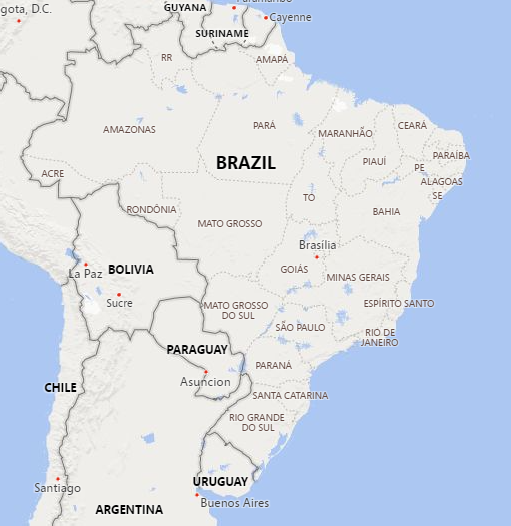 GUYANA
Paramaribo
gota, D.C.
Cayenne
SURINAME
RR
AMAPÁ
AMAZONAS
PARÁ
MARANHÃO
CEARÁ
BRAZIL
PIAUÍ
PARAÍBA
PE
ACRE
ALAGOAS
SE
TO
RONDÔNIA
BAHIA
MATO GROSSO
Brasília
La Paz
BOLIVIA
GOIÁS
MINAS GERAIS
Sucre
MATO GROSSO
DO SUL
ESPÍRITO SANTO
SÃO PAULO
RIO DE
JANEIRO
PARAGUAY
PARANÁ
Asuncion
CHILE
SANTA CATARINA
RIO GRANDE
DO SUL
URUGUAY
Santiago
Buenos Aires
ARGENTINA